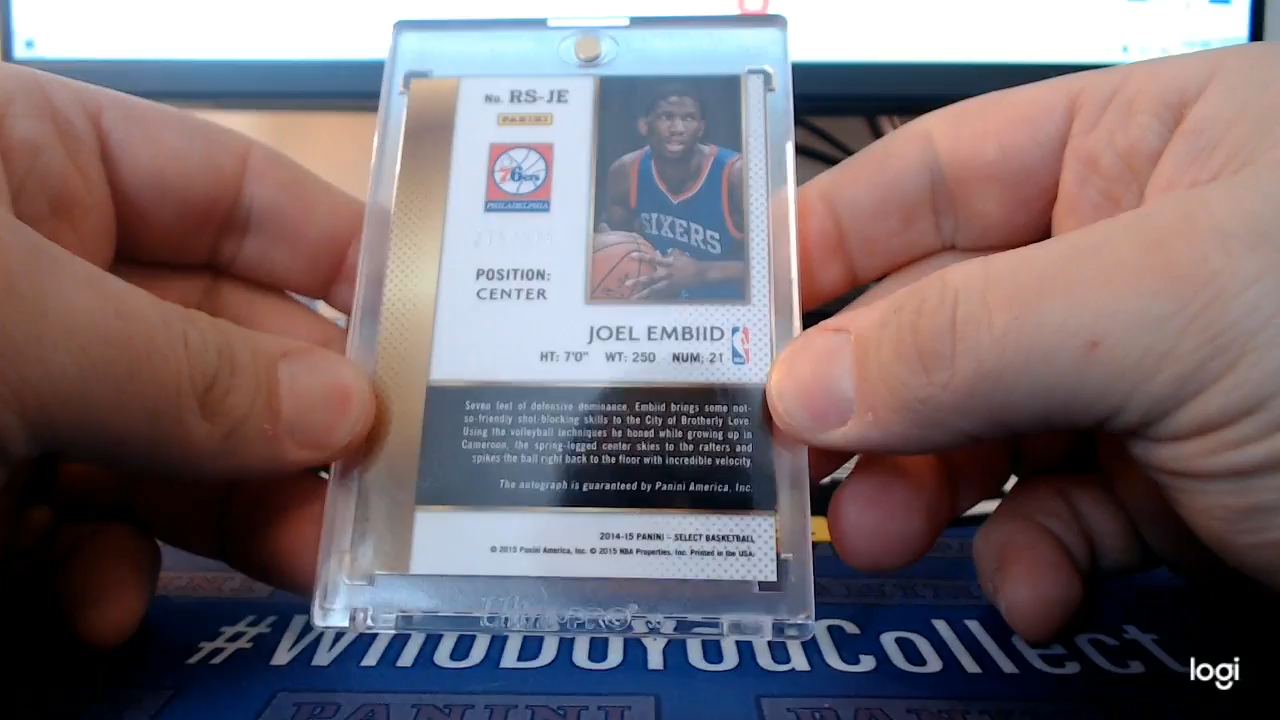 No. RS-JE
PANINI
76ers
PHILADELPHIA
SIXERS
POSITION:
CENTER
JOEL EMBIID
HT: 7'0" WT: 250 NUM: 21
Seven feet of defensive dominance, Embiid brings some not-
so-friendly shot-blocking skills to the City of Brotherly Love.
Using the volleyball techniques he honed while growing up in
Cameroon, the spring-legged center skies to the rafters and
spikes the ball right back to the floor with incredible velocity.
The autograph is guaranteed by Panini America, Inc.
2014-15 PANINI - SELECT BASKETBALL
© 2015 Panini America, Inc. © 2015 NBA Properties, Inc. Printed in the USA.
Ultra PRO
#WhoDoYouCollect
PANINI
PANINI
logi